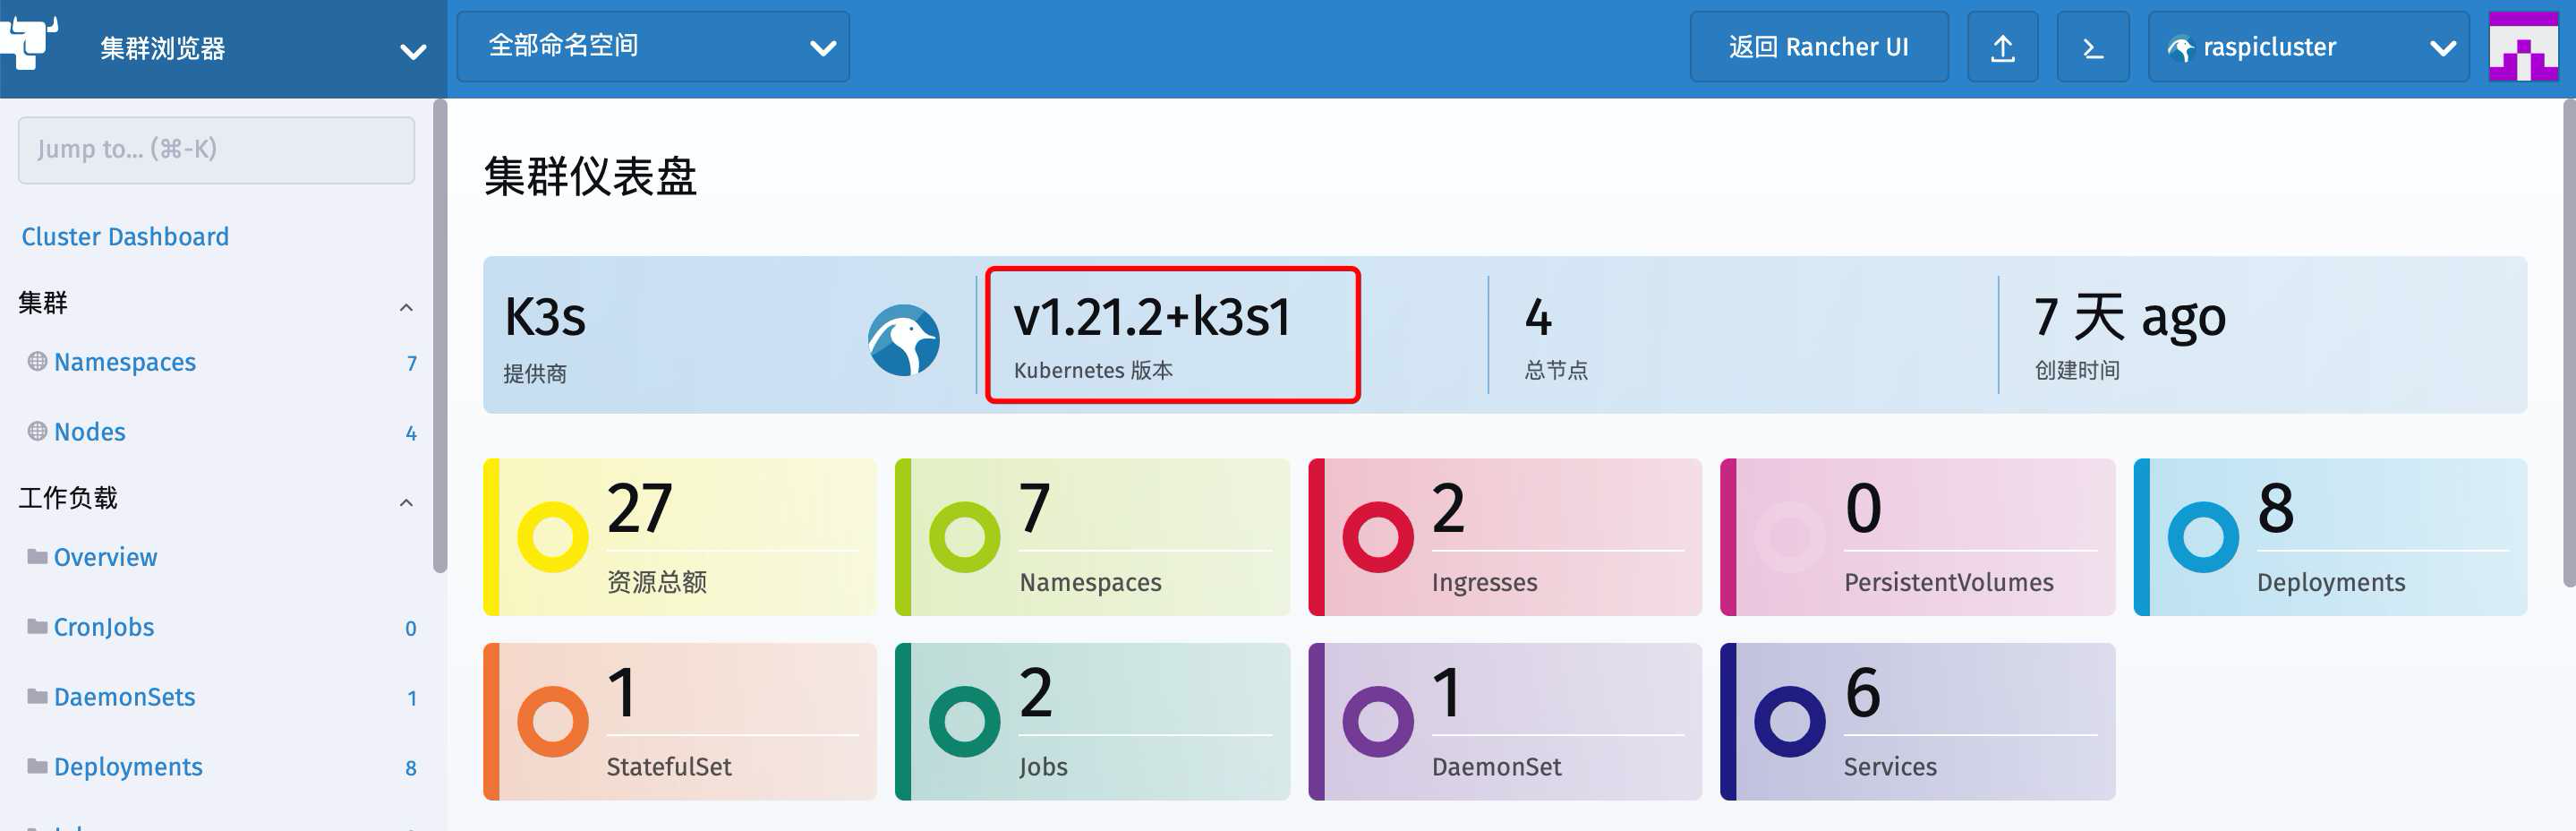 集群浏览器
全部命名空间
返回 Rancher UI
raspicluster
Jump to... (⌘-K)
Cluster Dashboard
集群
Namespaces 7
Nodes 4
工作负载
Overview
CronJobs 0
DaemonSets 1
Deployments 8
集群仪表盘
K3s
提供商
v1.21.2+k3s1
Kubernetes 版本
4
总节点
7 天 ago
创建时间
27
资源总额
7
Namespaces
2
Ingresses
0
PersistentVolumes
8
Deployments
1
StatefulSet
2
Jobs
1
DaemonSet
6
Services